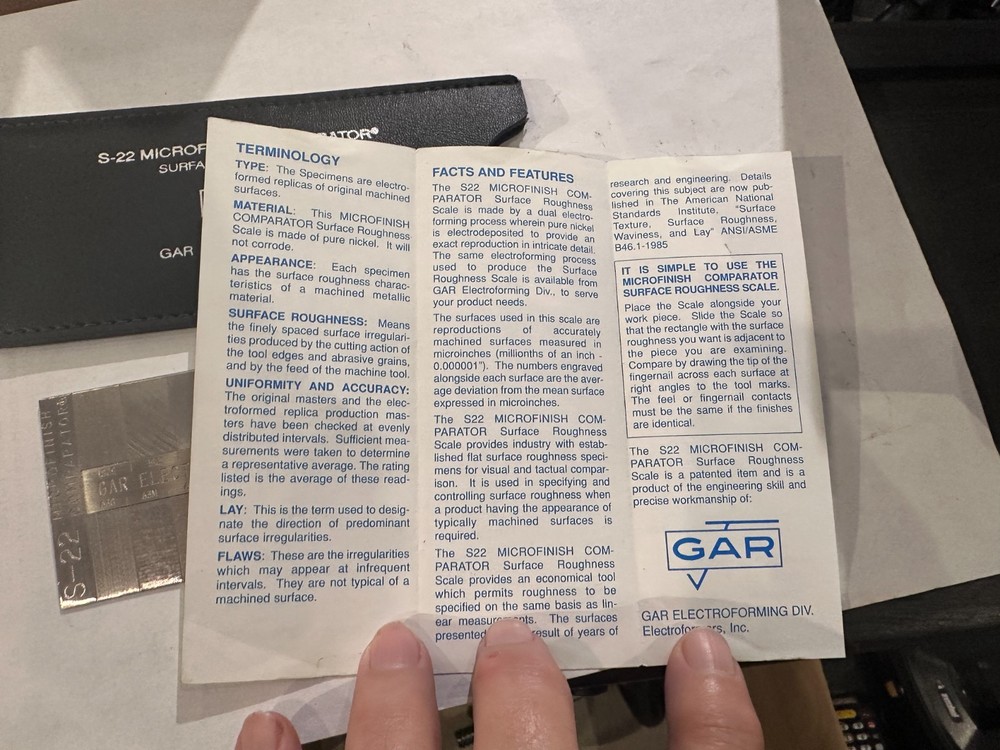 S-22 MICROF
ATOR®
SURFA
GAR
TERMINOLOGY
TYPE: The Specimens are electro-
formed replicas of original machined
surfaces.
MATERIAL: This MICROFINISH
COMPARATOR Surface Roughness
Scale is made of pure nickel. It will
not corrode.
APPEARANCE: Each specimen
has the surface roughness charac-
teristics of a machined metallic
material.
SURFACE ROUGHNESS: Means
the finely spaced surface irregulari-
ties produced by the cutting action of
the tool edges and abrasive grains,
and by the feed of the machine tool.
UNIFORMITY AND ACCURACY:
The original masters and the elec-
troformed replica production mas-
ters have been checked at evenly
distributed intervals. Sufficient mea-
surements were taken to determine
a representative average. The rating
listed is the average of these read-
ings.
LAY: This is the term used to desig-
nate the direction of predominant
surface irregularities.
FLAWS: These are the irregularities
which may appear at infrequent
intervals. They are not typical of a
machined surface.
FACTS AND FEATURES
The S22 MICROFINISH COM-
PARATOR Surface Roughness
Scale is made by a dual electro-
forming process wherein pure nickel
is electrodeposited to provide an
exact reproduction in intricate detail.
The same electroforming process
used to produce the Surface
Roughness Scale is available from
GAR Electroforming Div., to serve
your product needs.
The surfaces used in this scale are
reproductions of accurately
machined surfaces measured in
microinches (millionths of an inch -
0.000001"). The numbers engraved
alongside each surface are the aver-
age deviation from the mean surface
expressed in microinches.
The S22 MICROFINISH COM-
PARATOR Surface Roughness
Scale provides industry with estab-
lished flat surface roughness speci-
mens for visual and tactual compar-
ison. It is used in specifying and
controlling surface roughness when
a product having the appearance of
typically machined surfaces is
required.
The S22 MICROFINISH COM-
PARATOR Surface Roughness
Scale provides an economical tool
which permits roughness to be
specified on the same basis as lin-
ear measurements. The surfaces
presented result of years of
research and engineering. Details
covering this subject are now pub-
lished in The American National
Standards Institute, "Surface
Texture, Surface Roughness,
Waviness, and Lay" ANSI/ASME
B46.1-1985
IT IS SIMPLE TO USE THE
MICROFINISH COMPARATOR
SURFACE ROUGHNESS SCALE.
Place the Scale alongside your
work piece. Slide the Scale so
that the rectangle with the surface
roughness you want is adjacent to
the piece you are examining.
Compare by drawing the tip of the
fingernail across each surface at
right angles to the tool marks.
The feel or fingernail contacts
must be the same if the finishes
are identical.
The S22 MICROFINISH COM-
PARATOR Surface Roughness
Scale is a patented item and is a
product of the engineering skill and
precise workmanship of:
GAR
GAR ELECTROFORMING DIV.
Electroformers, Inc.
S-22 MICROFINISH
COMPARATOR
GAR ELEC